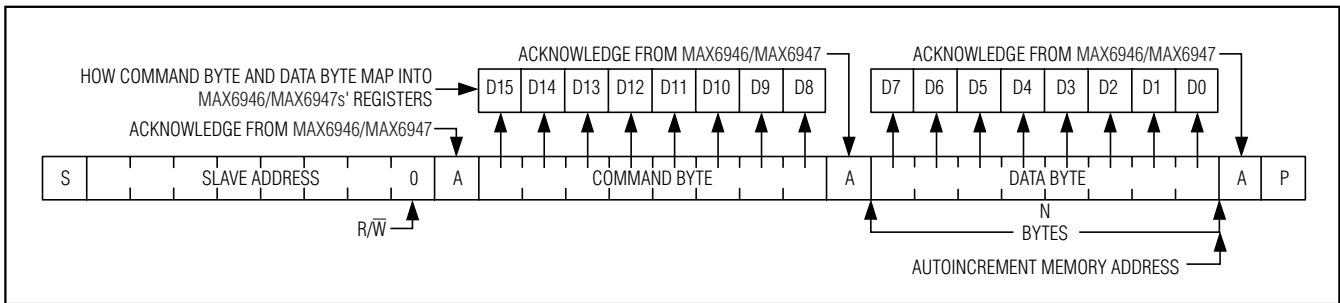 ACKNOWLEDGE FROM MAX6946/MAX6947
ACKNOWLEDGE FROM MAX6946/MAX6947
HOW COMMAND BYTE AND DATA BYTE MAP INTO
MAX6946/MAX6947s' REGISTERS
D15 D14 D13 D12 D11 D10 D9 D8
D7 D6 D5 D4 D3 D2 D1 D0
ACKNOWLEDGE FROM MAX6946/MAX6947
S SLAVE ADDRESS 0 A COMMAND BYTE A DATA BYTE A P
R/W̅
N
BYTES
AUTOINCREMENT MEMORY ADDRESS